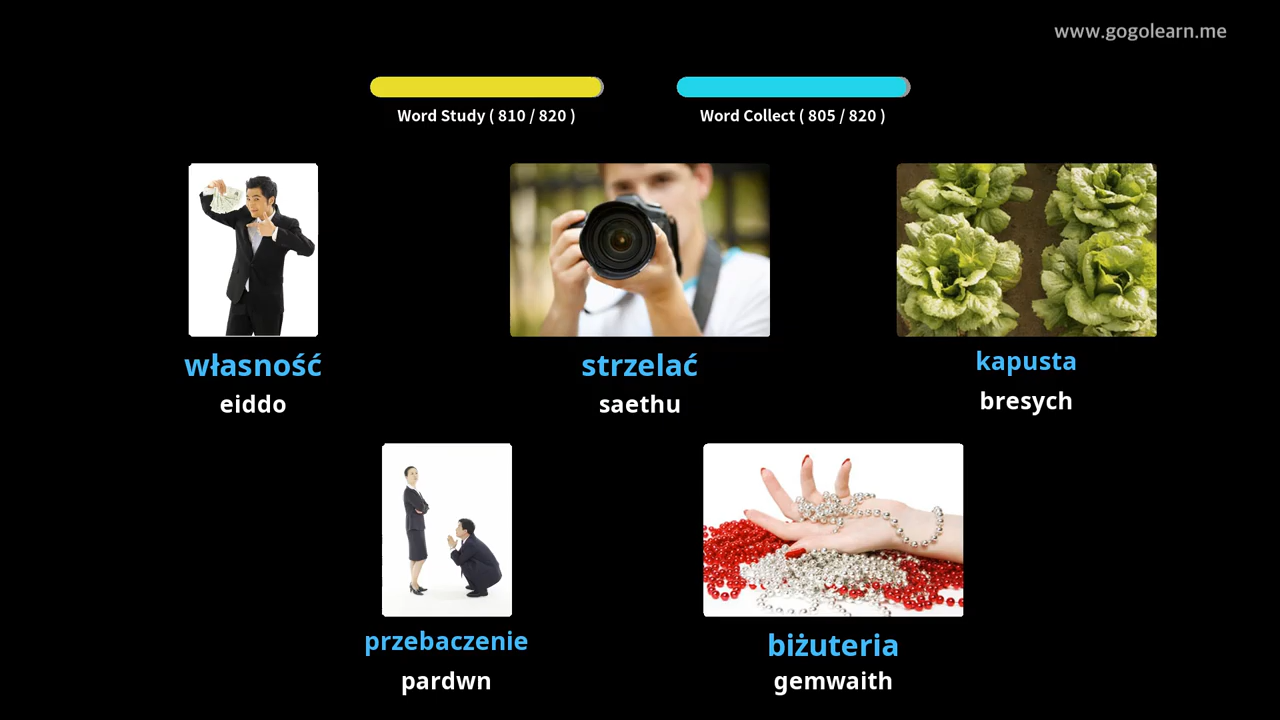 www.gogolearn.me
Word Study ( 810 / 820 )
Word Collect ( 805 / 820 )
własność
eiddo
strzelać
saethu
kapusta
bresych
przebaczenie
pardwn
biżuteria
gemwaith